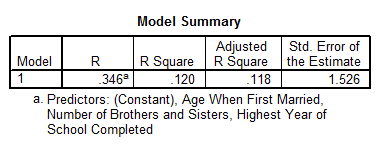 Model Summary
Model R R Square Adjusted R Square Std. Error of the Estimate
1 .346a .120 .118 1.526
a. Predictors: (Constant), Age When First Married,
Number of Brothers and Sisters, Highest Year of
School Completed